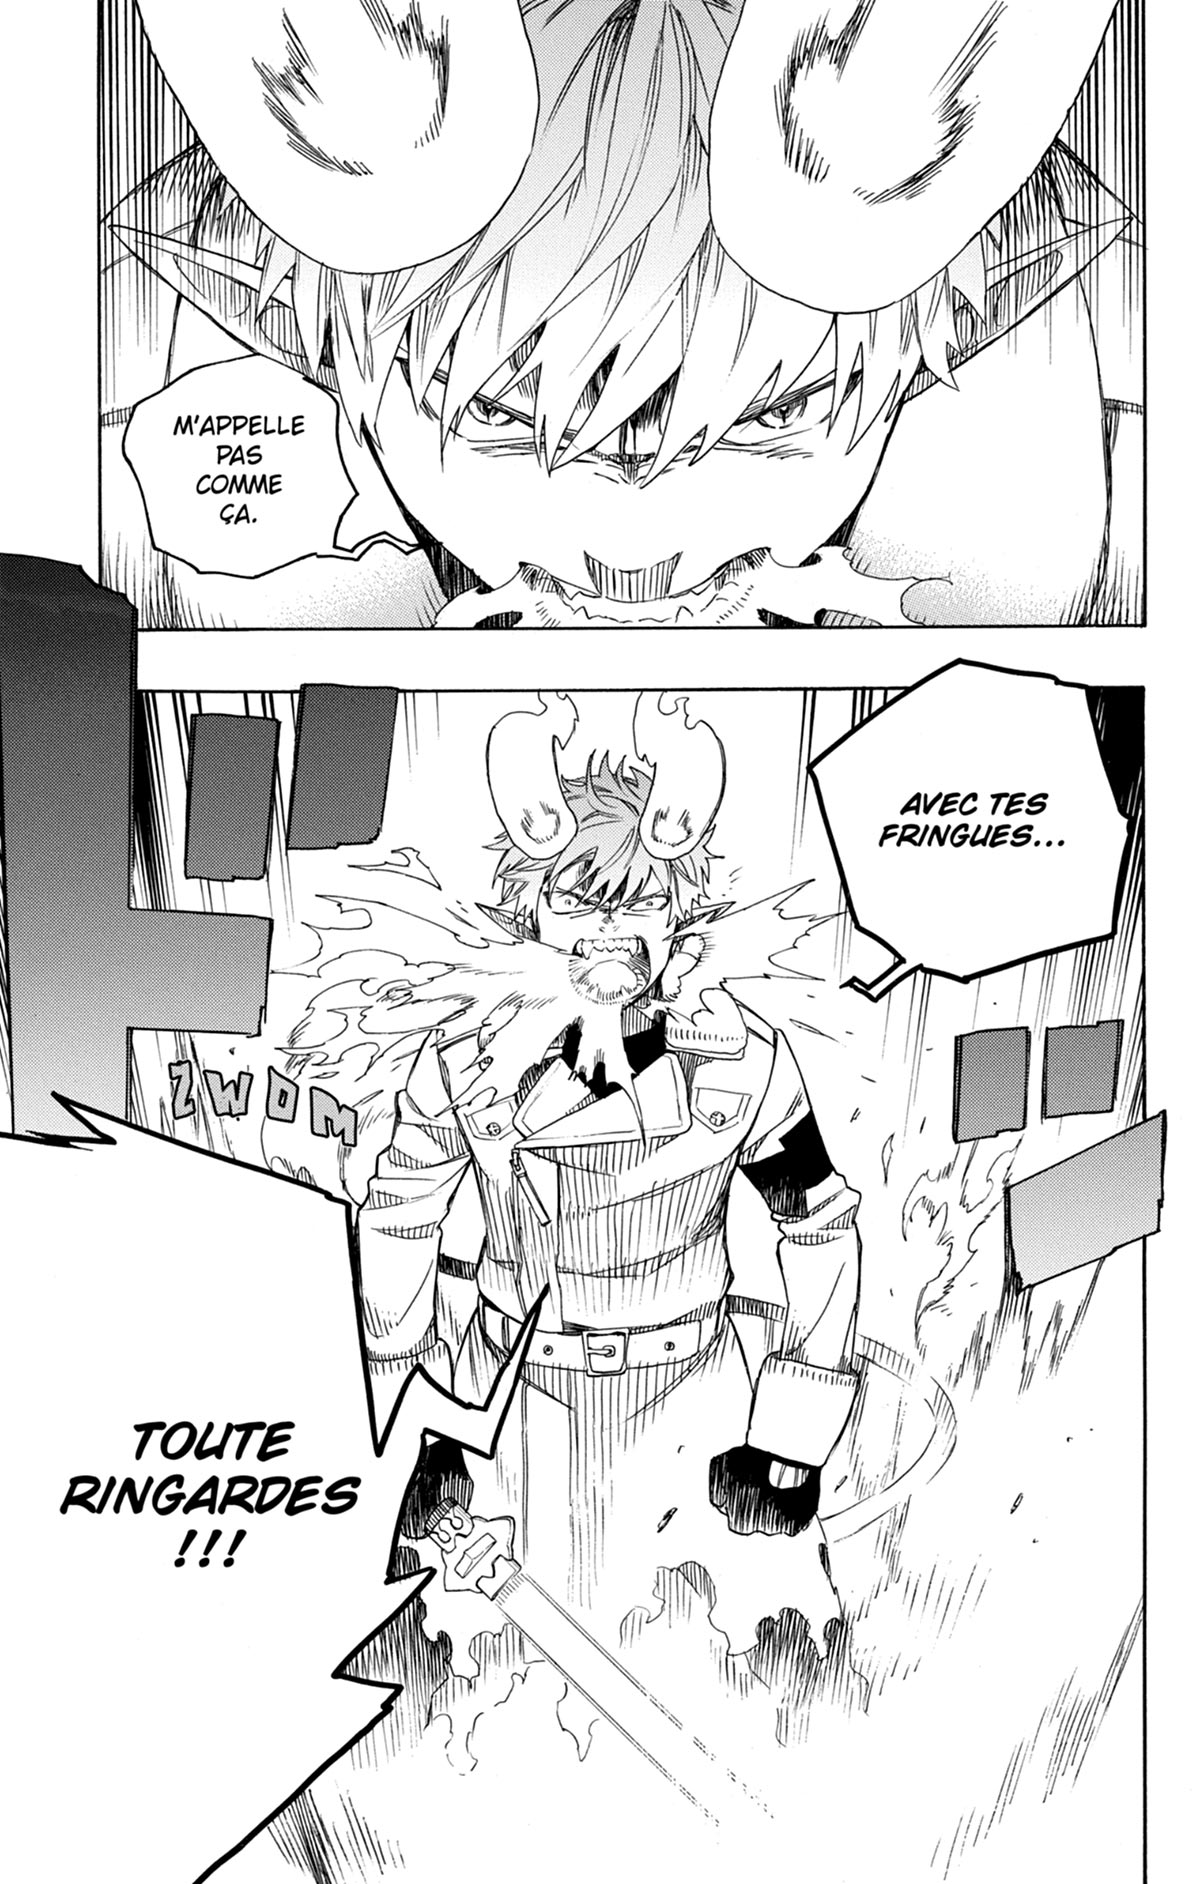 M'APPELLE
PAS
COMME
ÇA.
AVEC TES
FRINGUES...
ZWOM
TOUTE
RINGARDES
!!!